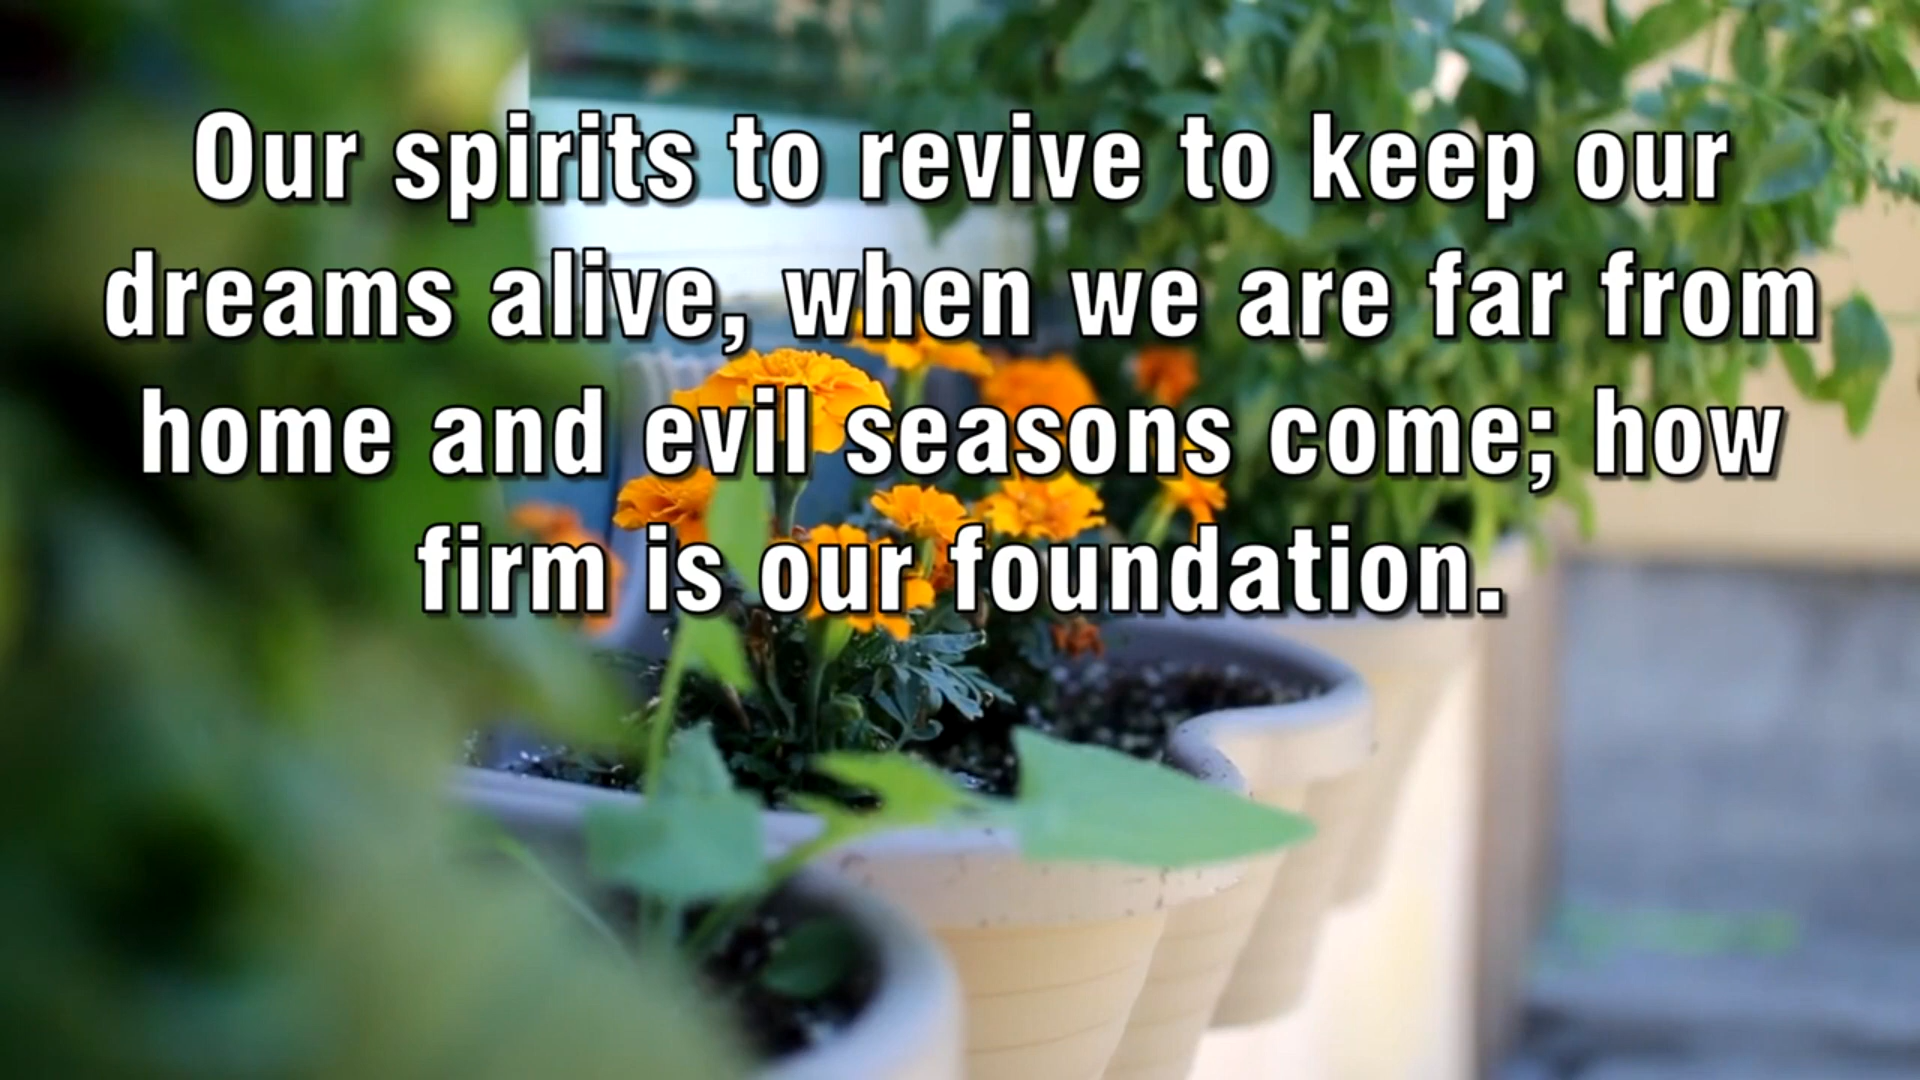 Our spirits to revive to keep our
dreams alive, when we are far from
home and evil seasons come; how
firm is our foundation.